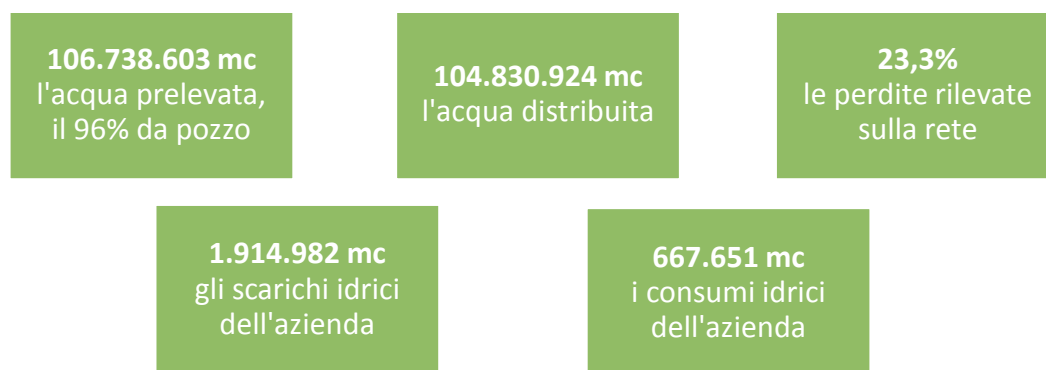 106.738.603 mc
l'acqua prelevata,
il 96% da pozzo
104.830.924 mc
l'acqua distribuita
23,3%
le perdite rilevate
sulla rete
1.914.982 mc
gli scarichi idrici
dell'azienda
667.651 mc
i consumi idrici
dell'azienda